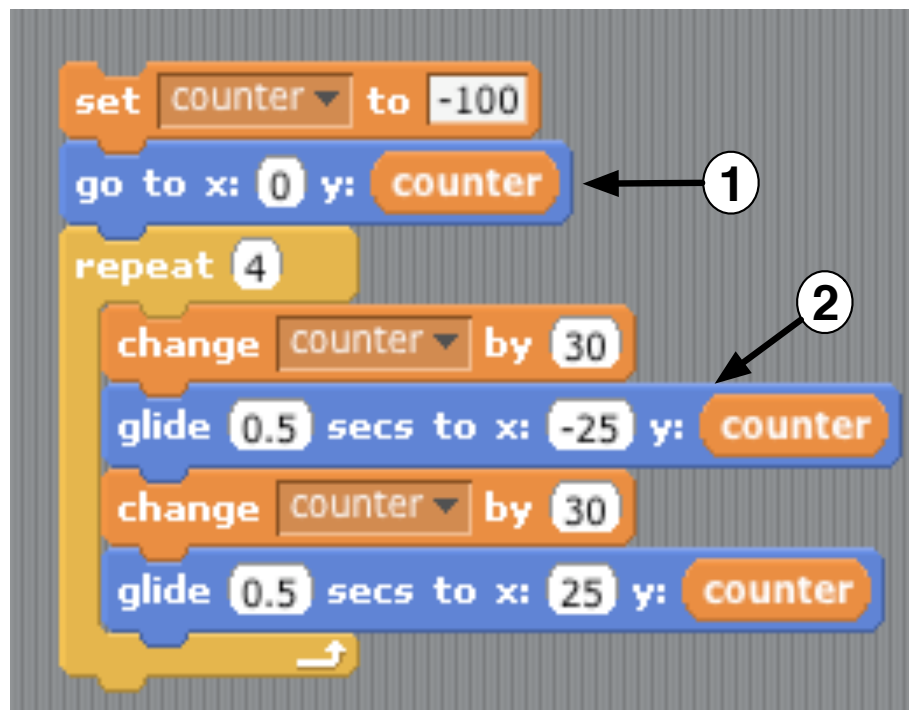 set counter to -100
go to x: 0 y: counter
1
repeat 4
2
change counter by 30
glide 0.5 secs to x: -25 y: counter
change counter by 30
glide 0.5 secs to x: 25 y: counter